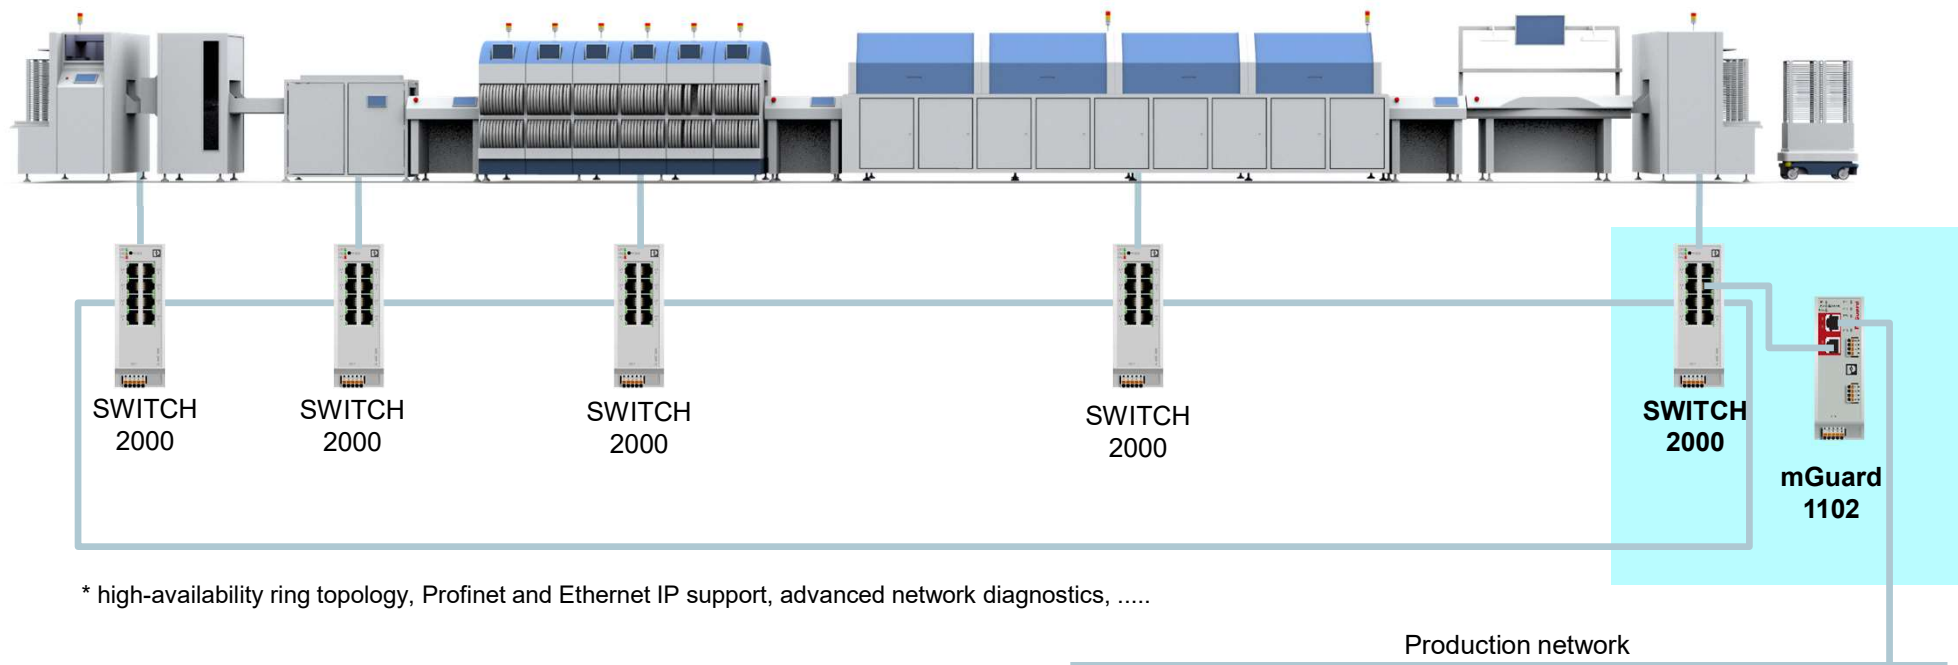 SWITCH
2000
SWITCH
2000
SWITCH
2000
SWITCH
2000
SWITCH
2000
mGuard
1102
* high-availability ring topology, Profinet and Ethernet IP support, advanced network diagnostics, .....
Production network